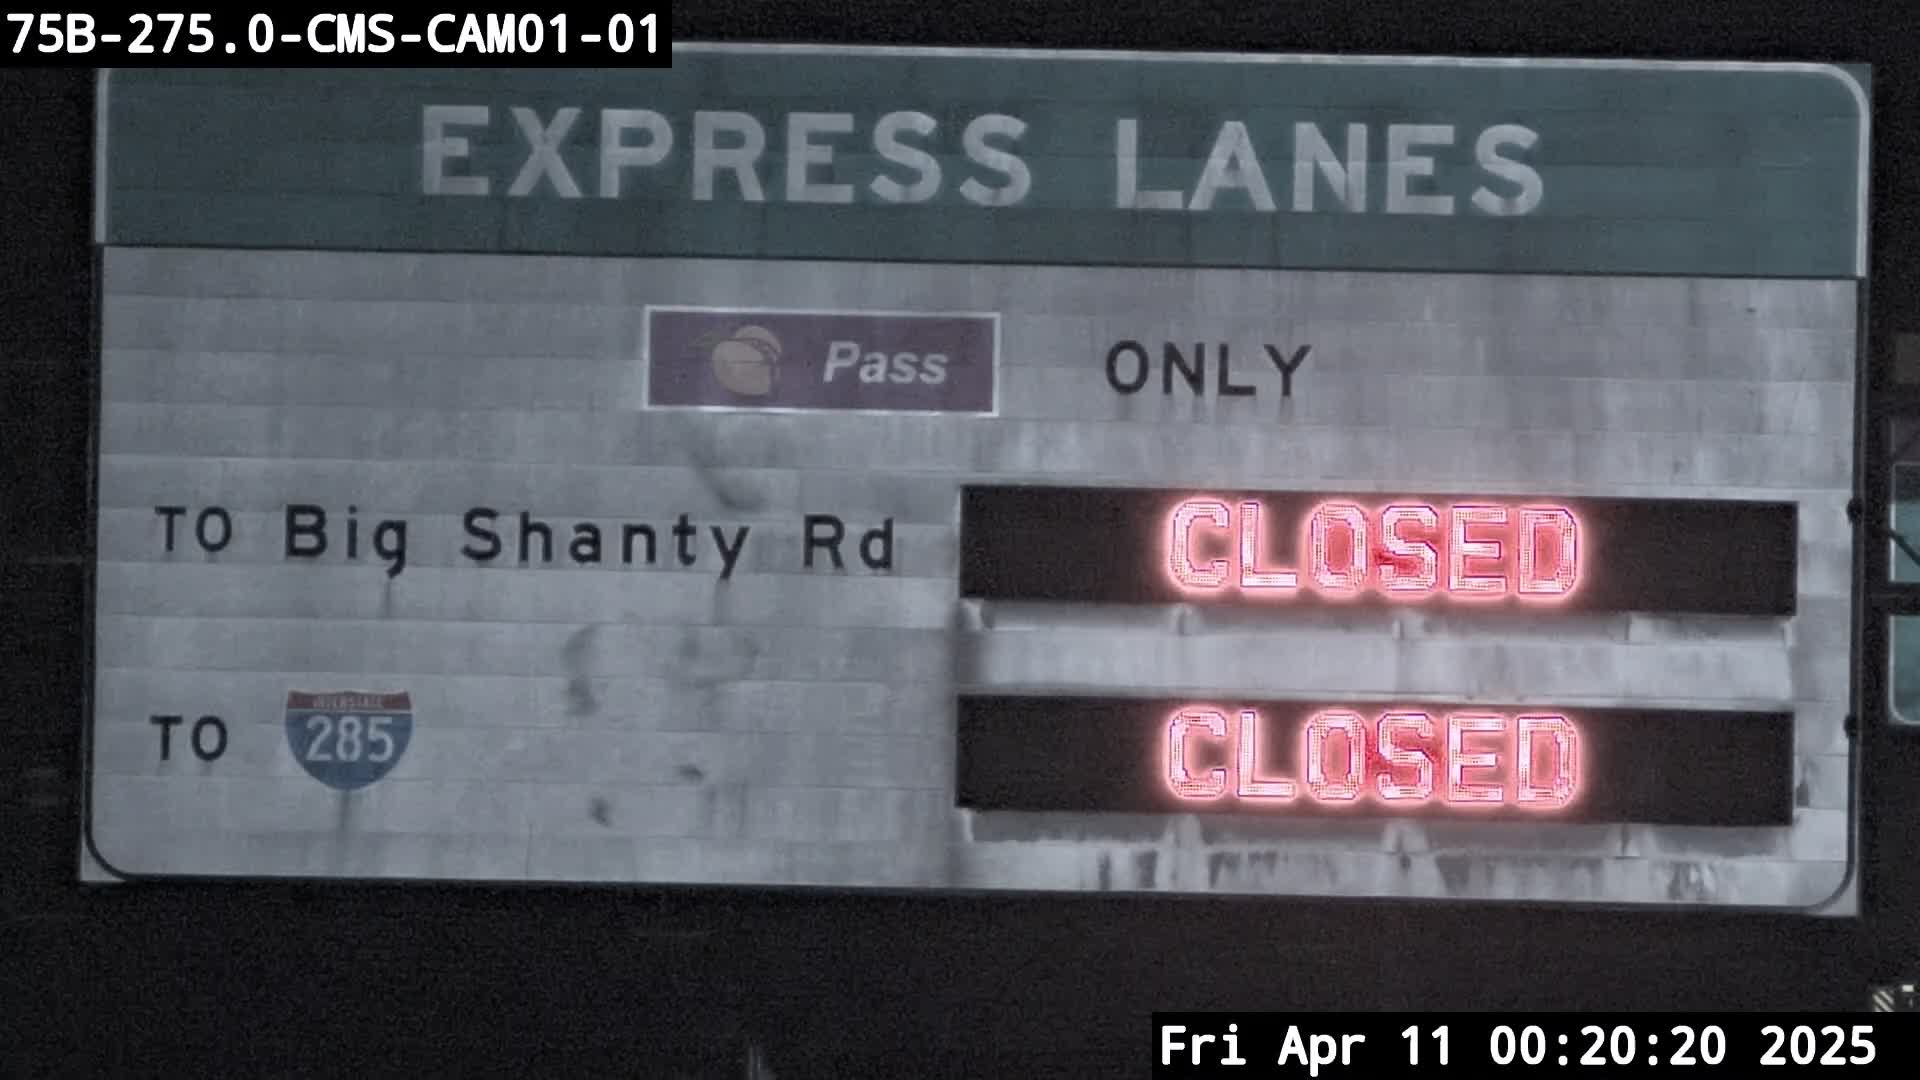 75B-275.0-CMS-CAM01-01
EXPRESS LANES
Pass ONLY
TO Big Shanty Rd CLOSED
TO INTERSTATE 285 CLOSED
Fri Apr 11 00:20:20 2025